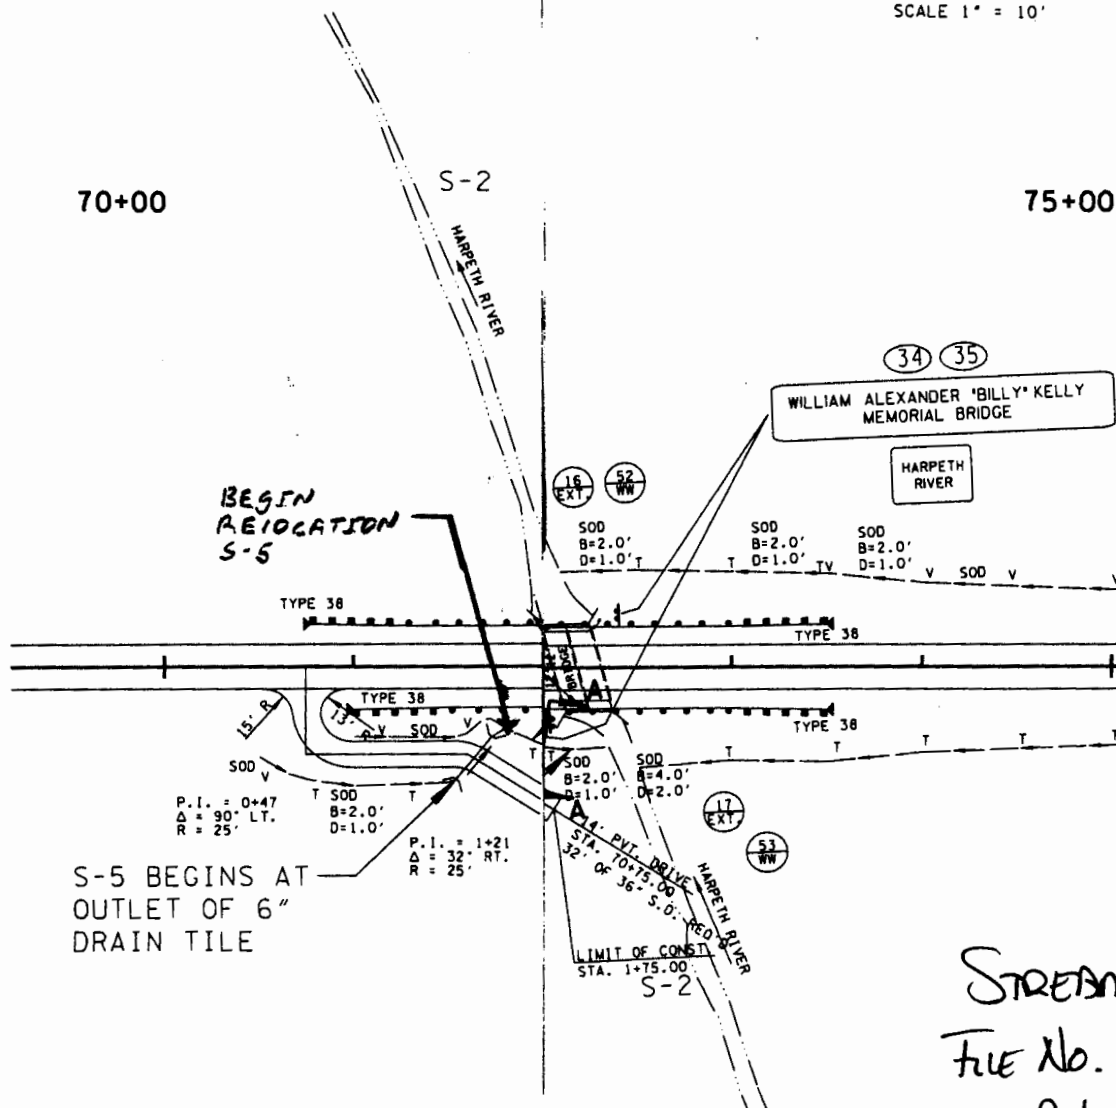 SCALE 1" = 10'
S-2
70+00
75+00
HARPETH RIVER
34 35
WILLIAM ALEXANDER "BILLY" KELLY
MEMORIAL BRIDGE
HARPETH
RIVER
16
EXT.
52
WW
BEGIN
RELOCATION
S-5
SOD
B=2.0'
D=1.0'
SOD
B=2.0'
D=1.0'
SOD
B=2.0'
D=1.0'
T
T
TV
V
SOD
V
V
TYPE 38
TYPE 38
BRIDGE
A
TYPE 38
TYPE 38
15' R
13' R
V
SOD
V
SOD
V
T
T
T T
T
T
T
T
T
SOD
B=2.0'
D=1.0'
SOD
B=2.0'
D=1.0'
B=4.0'
D=2.0'
P.I. = 0+47
Δ = 90° LT.
R = 25'
P.I. = 1+21
Δ = 32° RT.
R = 25'
A
17
EXT.
53
WW
14' PVT. DRIVE
STA. 70+75.00
32' OF 36" S.D. REQ'D
HARPETH RIVER
S-5 BEGINS AT
OUTLET OF 6"
DRAIN TILE
LIMIT OF CONST.
STA. 1+75.00
S-2
STREAM
FILE No.